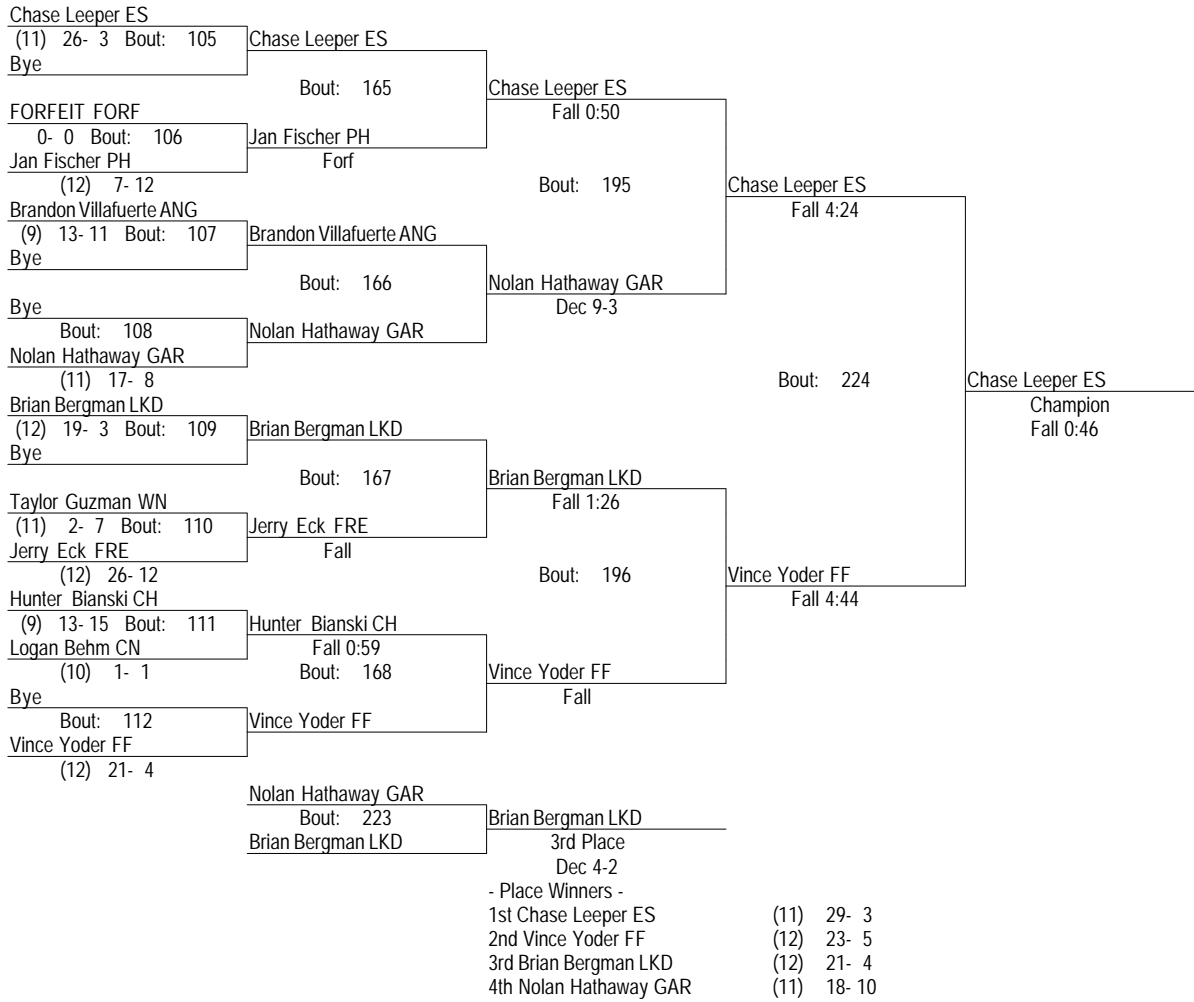 Chase Leeper ES
(11) 26- 3 Bout: 105
Bye
Chase Leeper ES
Bout: 165
FORFEIT FORF
0- 0 Bout: 106
Jan Fischer PH
(12) 7- 12
Jan Fischer PH
Forf
Chase Leeper ES
Fall 0:50
Bout: 195
Brandon Villafuerte ANG
(9) 13- 11 Bout: 107
Bye
Brandon Villafuerte ANG
Bout: 166
Bye
Bout: 108
Nolan Hathaway GAR
(11) 17- 8
Nolan Hathaway GAR
Nolan Hathaway GAR
Dec 9-3
Chase Leeper ES
Fall 4:24
Bout: 224
Brian Bergman LKD
(12) 19- 3 Bout: 109
Bye
Brian Bergman LKD
Bout: 167
Taylor Guzman WN
(11) 2- 7 Bout: 110
Jerry Eck FRE
(12) 26- 12
Jerry Eck FRE
Fall
Brian Bergman LKD
Fall 1:26
Bout: 196
Hunter Bianski CH
(9) 13- 15 Bout: 111
Logan Behm CN
(10) 1- 1
Hunter Bianski CH
Fall 0:59
Bout: 168
Bye
Bout: 112
Vince Yoder FF
(12) 21- 4
Vince Yoder FF
Vince Yoder FF
Fall
Vince Yoder FF
Fall 4:44
Chase Leeper ES
Champion
Fall 0:46
Nolan Hathaway GAR
Bout: 223
Brian Bergman LKD
Brian Bergman LKD
3rd Place
Dec 4-2
- Place Winners -
1st Chase Leeper ES (11) 29- 3
2nd Vince Yoder FF (12) 23- 5
3rd Brian Bergman LKD (12) 21- 4
4th Nolan Hathaway GAR (11) 18- 10